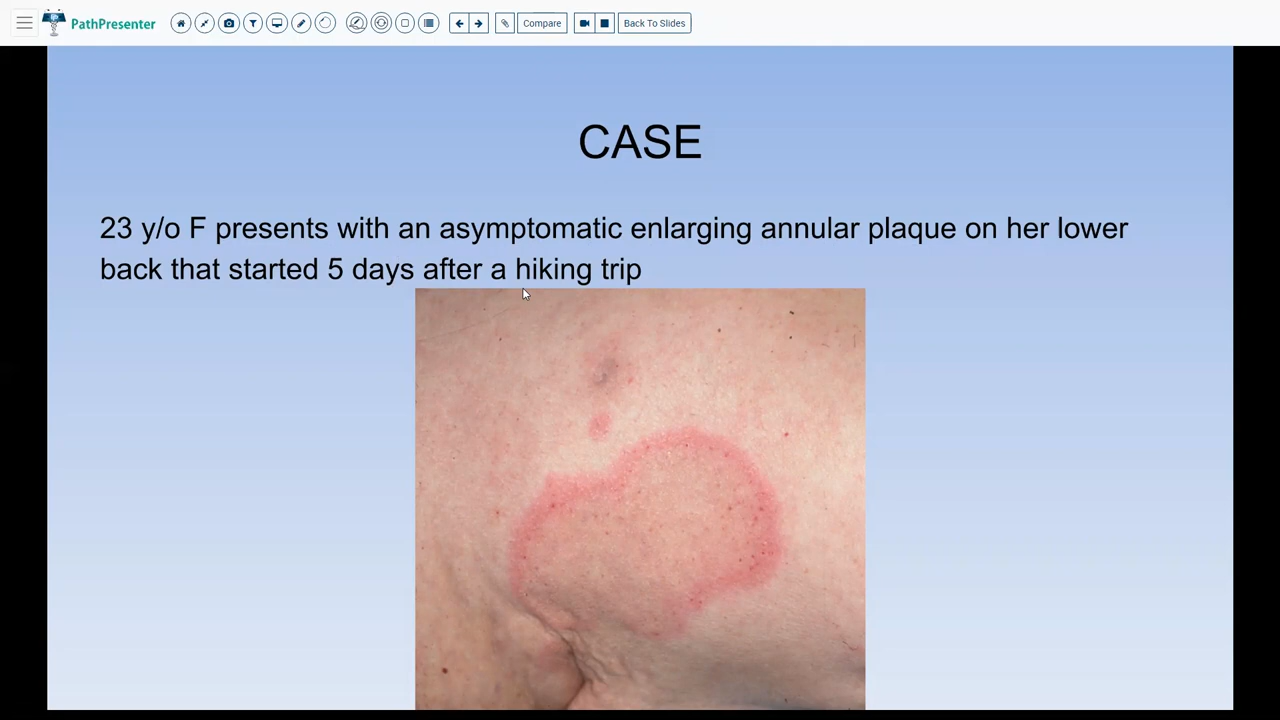 PathPresenter
Compare
Back To Slides
CASE
23 y/o F presents with an asymptomatic enlarging annular plaque on her lower
back that started 5 days after a hiking trip